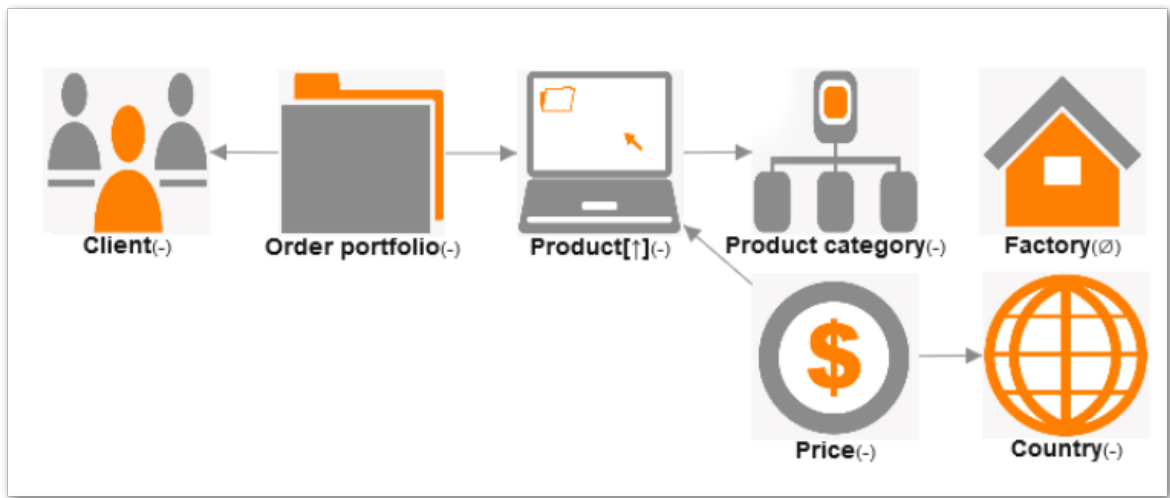 Client(-)
Order portfolio(-)
Product[↑](-)
Product category(-)
Factory(∅)
$
Price(-)
Country(-)